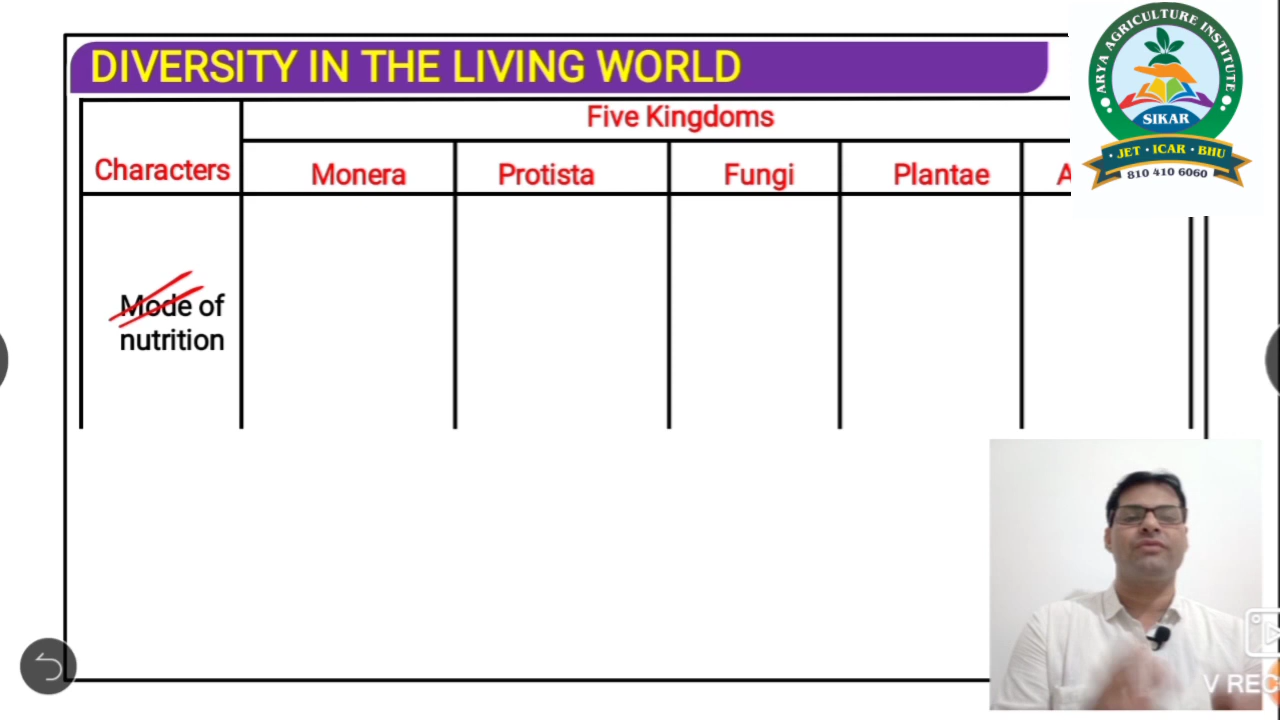 DIVERSITY IN THE LIVING WORLD
ARYA AGRICULTURE INSTITUTE
SIKAR
• JET • ICAR • BHU •
810 410 6060
Five Kingdoms
Characters
Monera
Protista
Fungi
Plantae
A
Mode of
nutrition
V REC